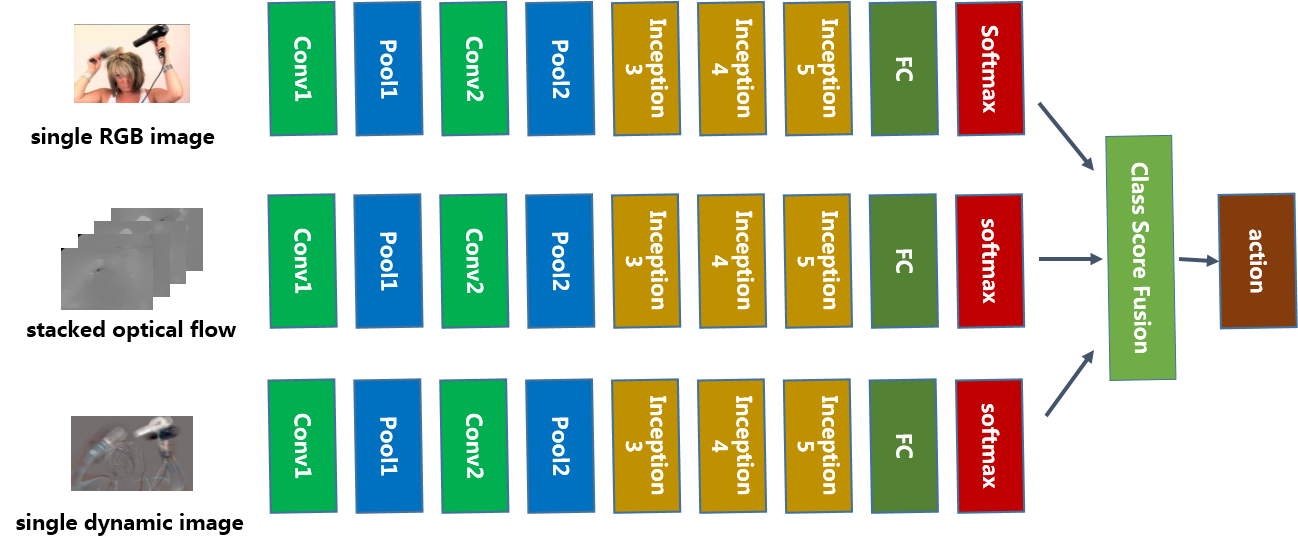 Conv1
Pool1
Conv2
Pool2
Inception
3
Inception
4
Inception
5
FC
Softmax
single RGB image
Conv1
Pool1
Conv2
Pool2
Inception
3
Inception
4
Inception
5
FC
softmax
stacked optical flow
Conv1
Pool1
Conv2
Pool2
Inception
3
Inception
4
Inception
5
FC
softmax
single dynamic image
Class Score Fusion
action